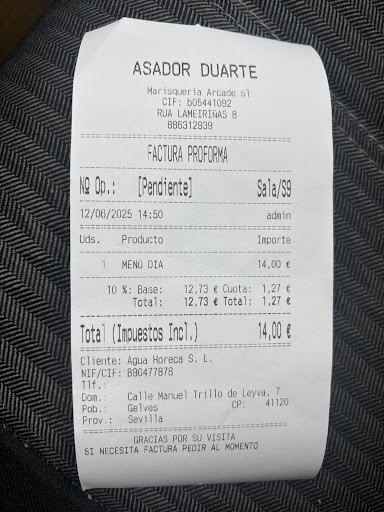 ASADOR DUARTE
Marisqueria Arcade sl
CIF: b05441092
RUA LAMEIRIÑAS 8
886312939
FACTURA PROFORMA
Nº Op.: [Pendiente] Sala/S9
12/06/2025 14:50 admin
Uds. Producto Importe
1 MENÚ DIA 14,00 €
10 %: Base: 12,73 € Cuota: 1,27 €
Total: 12,73 € Total: 1,27 €
Total (Impuestos Incl.) 14,00 €
Cliente: Agua Horeca S. L.
NIF/CIF: B90477878
Tlf.:
Dom.: Calle Manuel Trillo de Leyva, 7
Pob.: Gelves CP: 41120
Prov.: Sevilla
GRACIAS POR SU VISITA
SI NECESITA FACTURA PEDIR AL MOMENTO